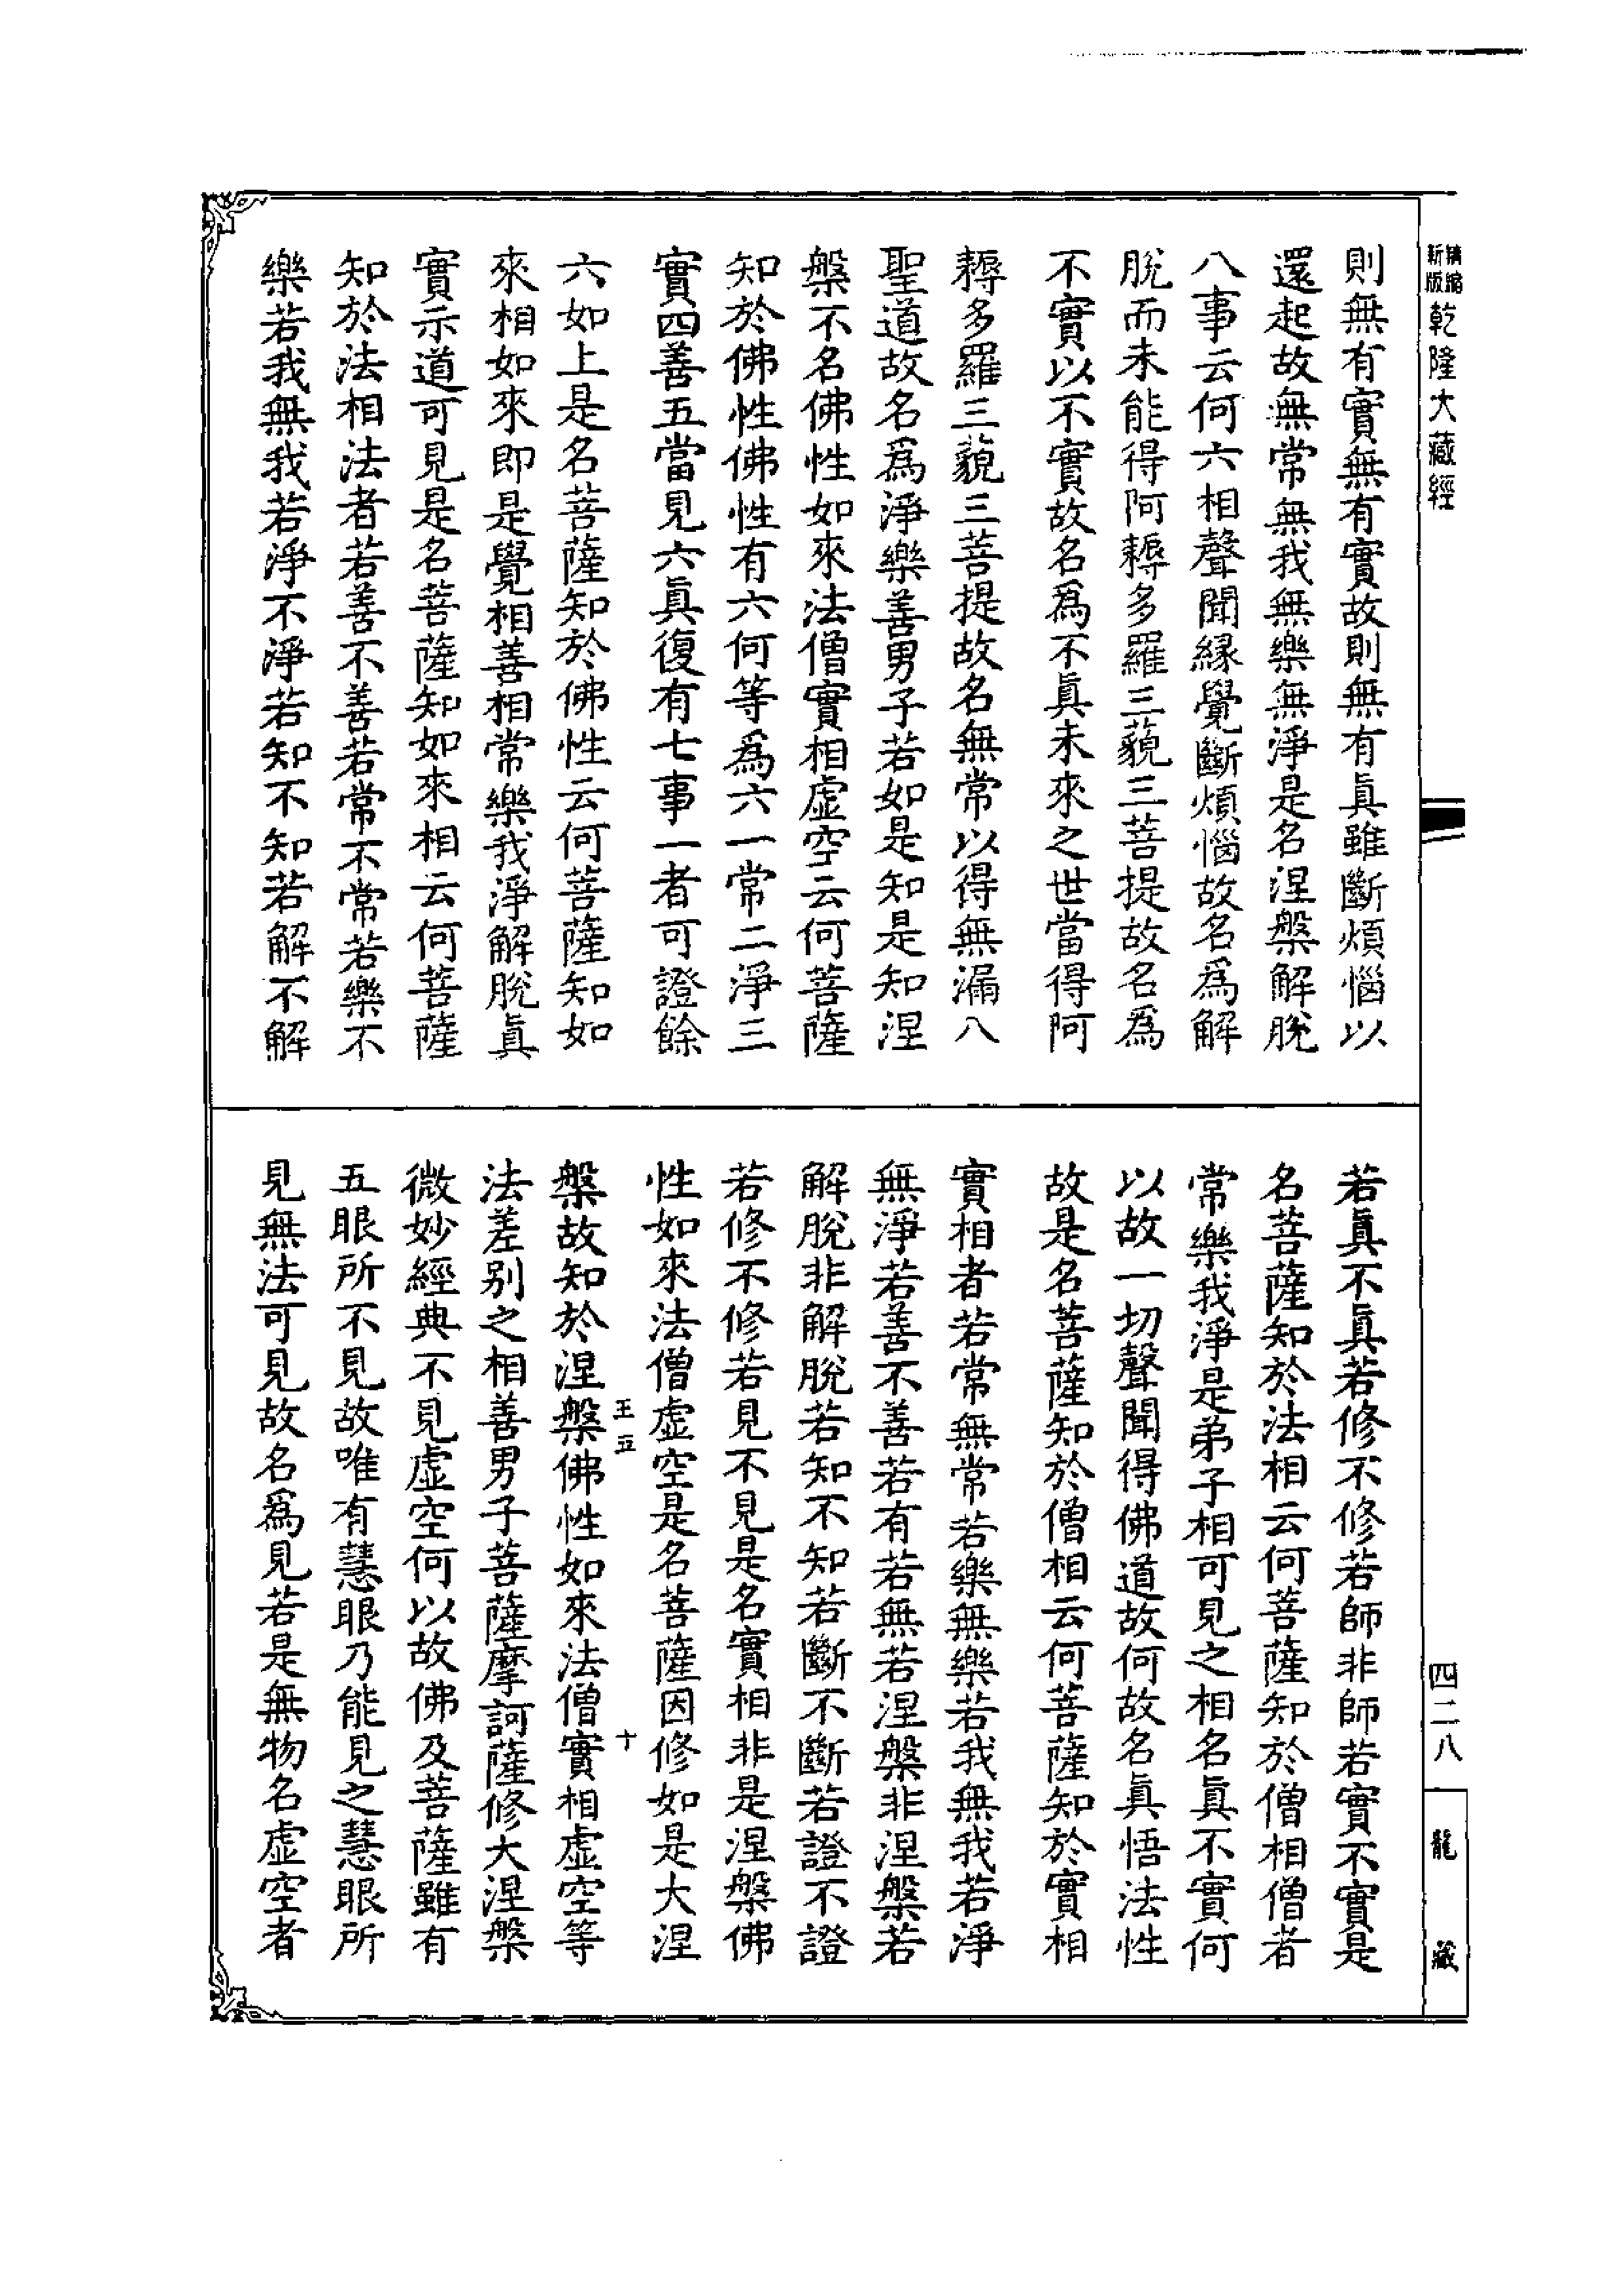 精縮
新版
乾隆大藏經
則無有實無有實故則無有眞雖斷煩惱以
還起故無常無我無樂無淨是名涅槃解脫
八事云何六相聲聞緣覺斷煩惱故名爲解
脫而未能得阿耨多羅三藐三菩提故名爲
不實以不實故名爲不眞未來之世當得阿
耨多羅三藐三菩提故名無常以得無漏八
聖道故名爲淨樂善男子若如是知是知涅
槃不名佛性如來法僧實相虛空云何菩薩
知於佛性佛性有六何等爲六一常二淨三
實四善五當見六眞復有七事一者可證餘
六如上是名菩薩知於佛性云何菩薩知如
來相如來即是覺相善相常樂我淨解脫眞
實示道可見是名菩薩知如來相云何菩薩
知於法相法者若善不善若常不常若樂不
樂若我無我若淨不淨若知不知若解不解
若眞不眞若修不修若師非師若實不實是
名菩薩知於法相云何菩薩知於僧相僧者
常樂我淨是弟子相可見之相名眞不實何
以故一切聲聞得佛道故何故名眞悟法性
故是名菩薩知於僧相云何菩薩知於實相
實相者若常無常若樂無樂若我無我若淨
無淨若善不善若有若無若涅槃非涅槃若
解脫非解脫若知不知若斷不斷若證不證
若修不修若見不見是名實相非是涅槃佛
性如來法僧虛空是名菩薩因修如是大涅
王五
十
槃故知於涅槃佛性如來法僧實相虛空等
法差别之相善男子菩薩摩訶薩修大涅槃
微妙經典不見虛空何以故佛及菩薩雖有
五眼所不見故唯有慧眼乃能見之慧眼所
見無法可見故名爲見若是無物名虛空者
四二八
龍藏